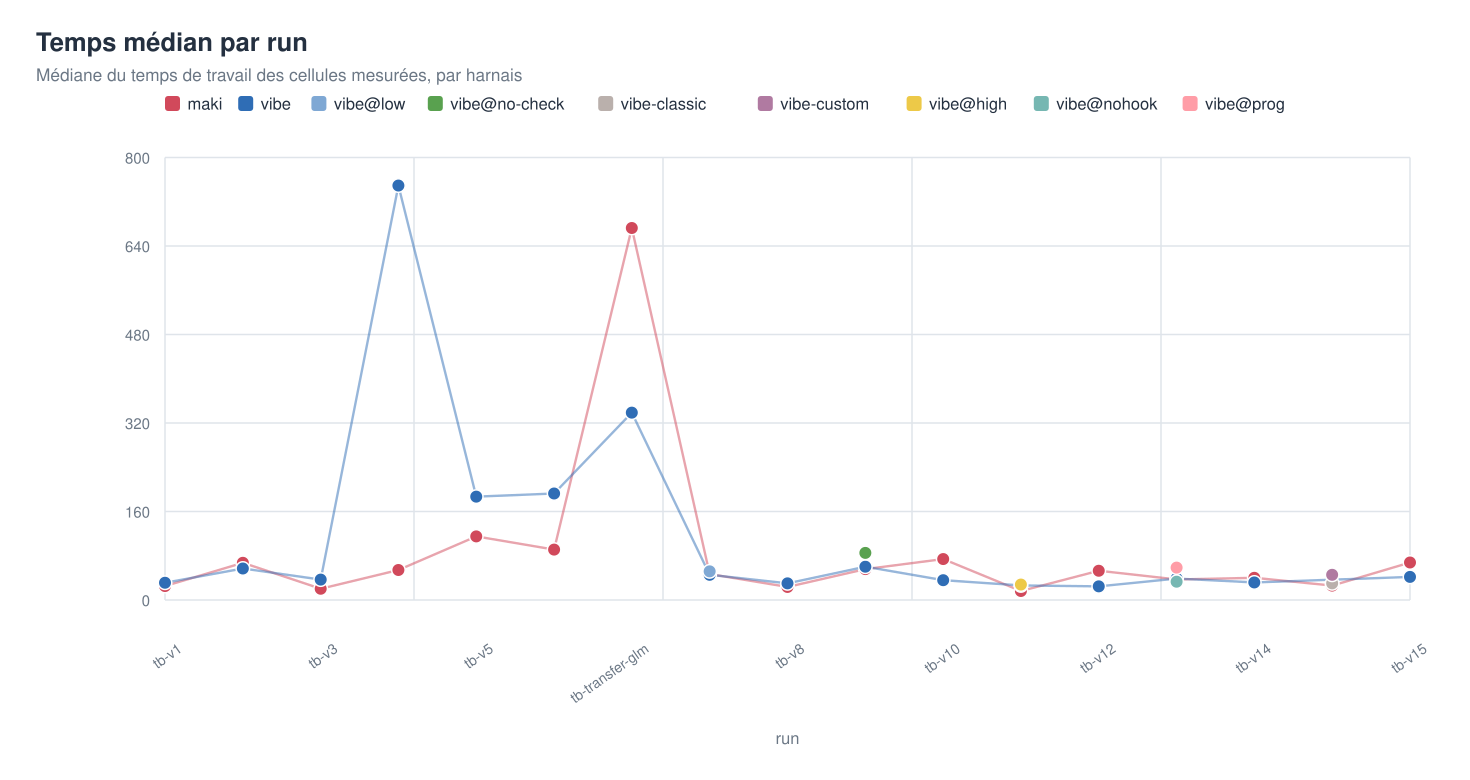 Temps médian par run
Médiane du temps de travail des cellules mesurées, par harnais
maki vibe vibe@low vibe@no-check vibe-classic vibe-custom vibe@high vibe@nohook vibe@prog
800
640
480
320
160
0
tb-v1 tb-v3 tb-v5 tb-transfer-glm tb-v8 tb-v10 tb-v12 tb-v14 tb-v15
run